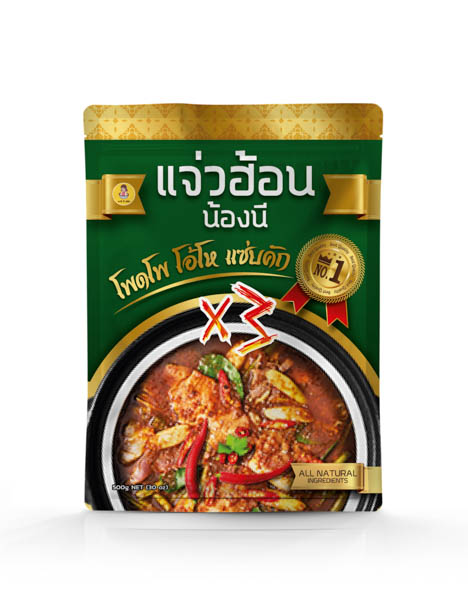 แจ่วฮ้อน
น้องนี
โพดโพ โอ้โห แซ่บคัก
NO.1
x3
ALL NATURAL
INGREDIENTS
500g NET (30 oz)